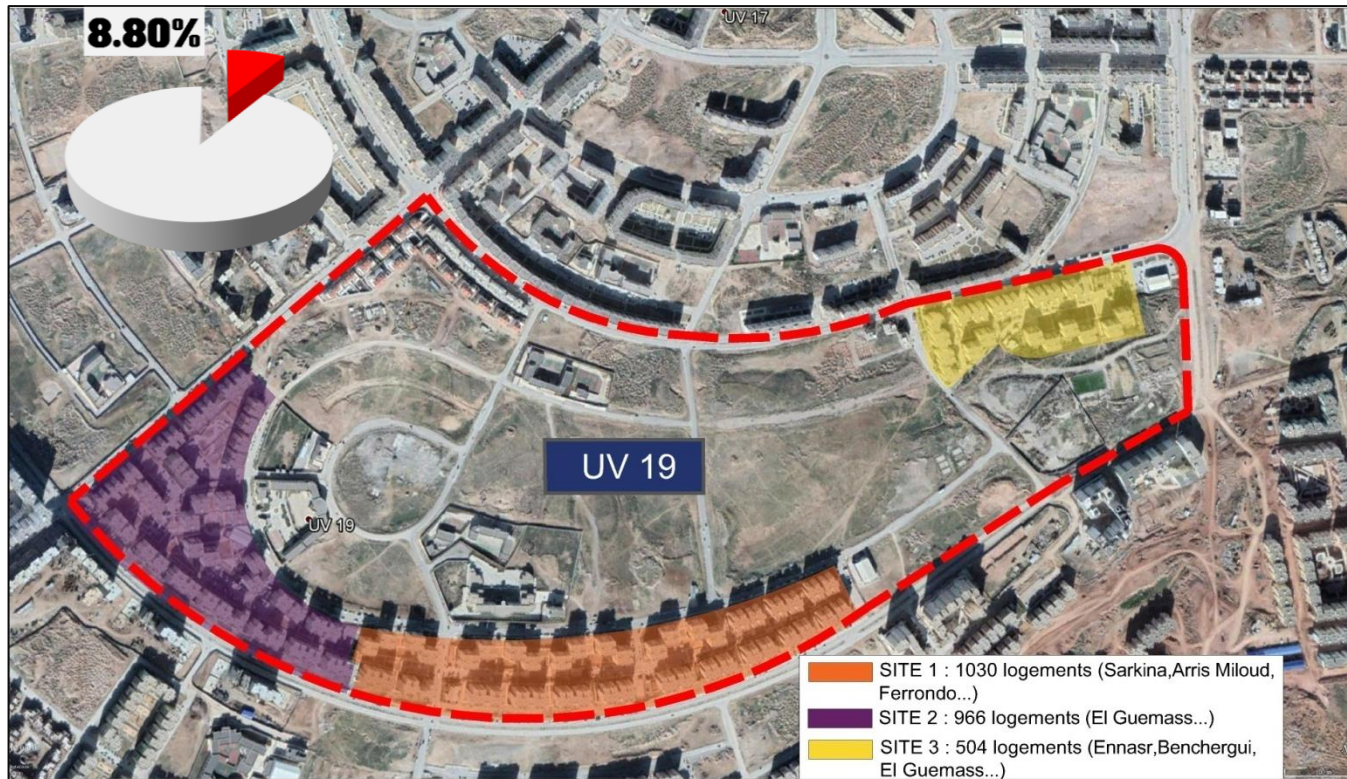 8.80%
UV 17
UV 19
UV 19
SITE 1 : 1030 logements (Sarkina,Arris Miloud,
Ferrondo...)
SITE 2 : 966 logements (El Guemass...)
SITE 3 : 504 logements (Ennasr,Benchergui,
El Guemass...)